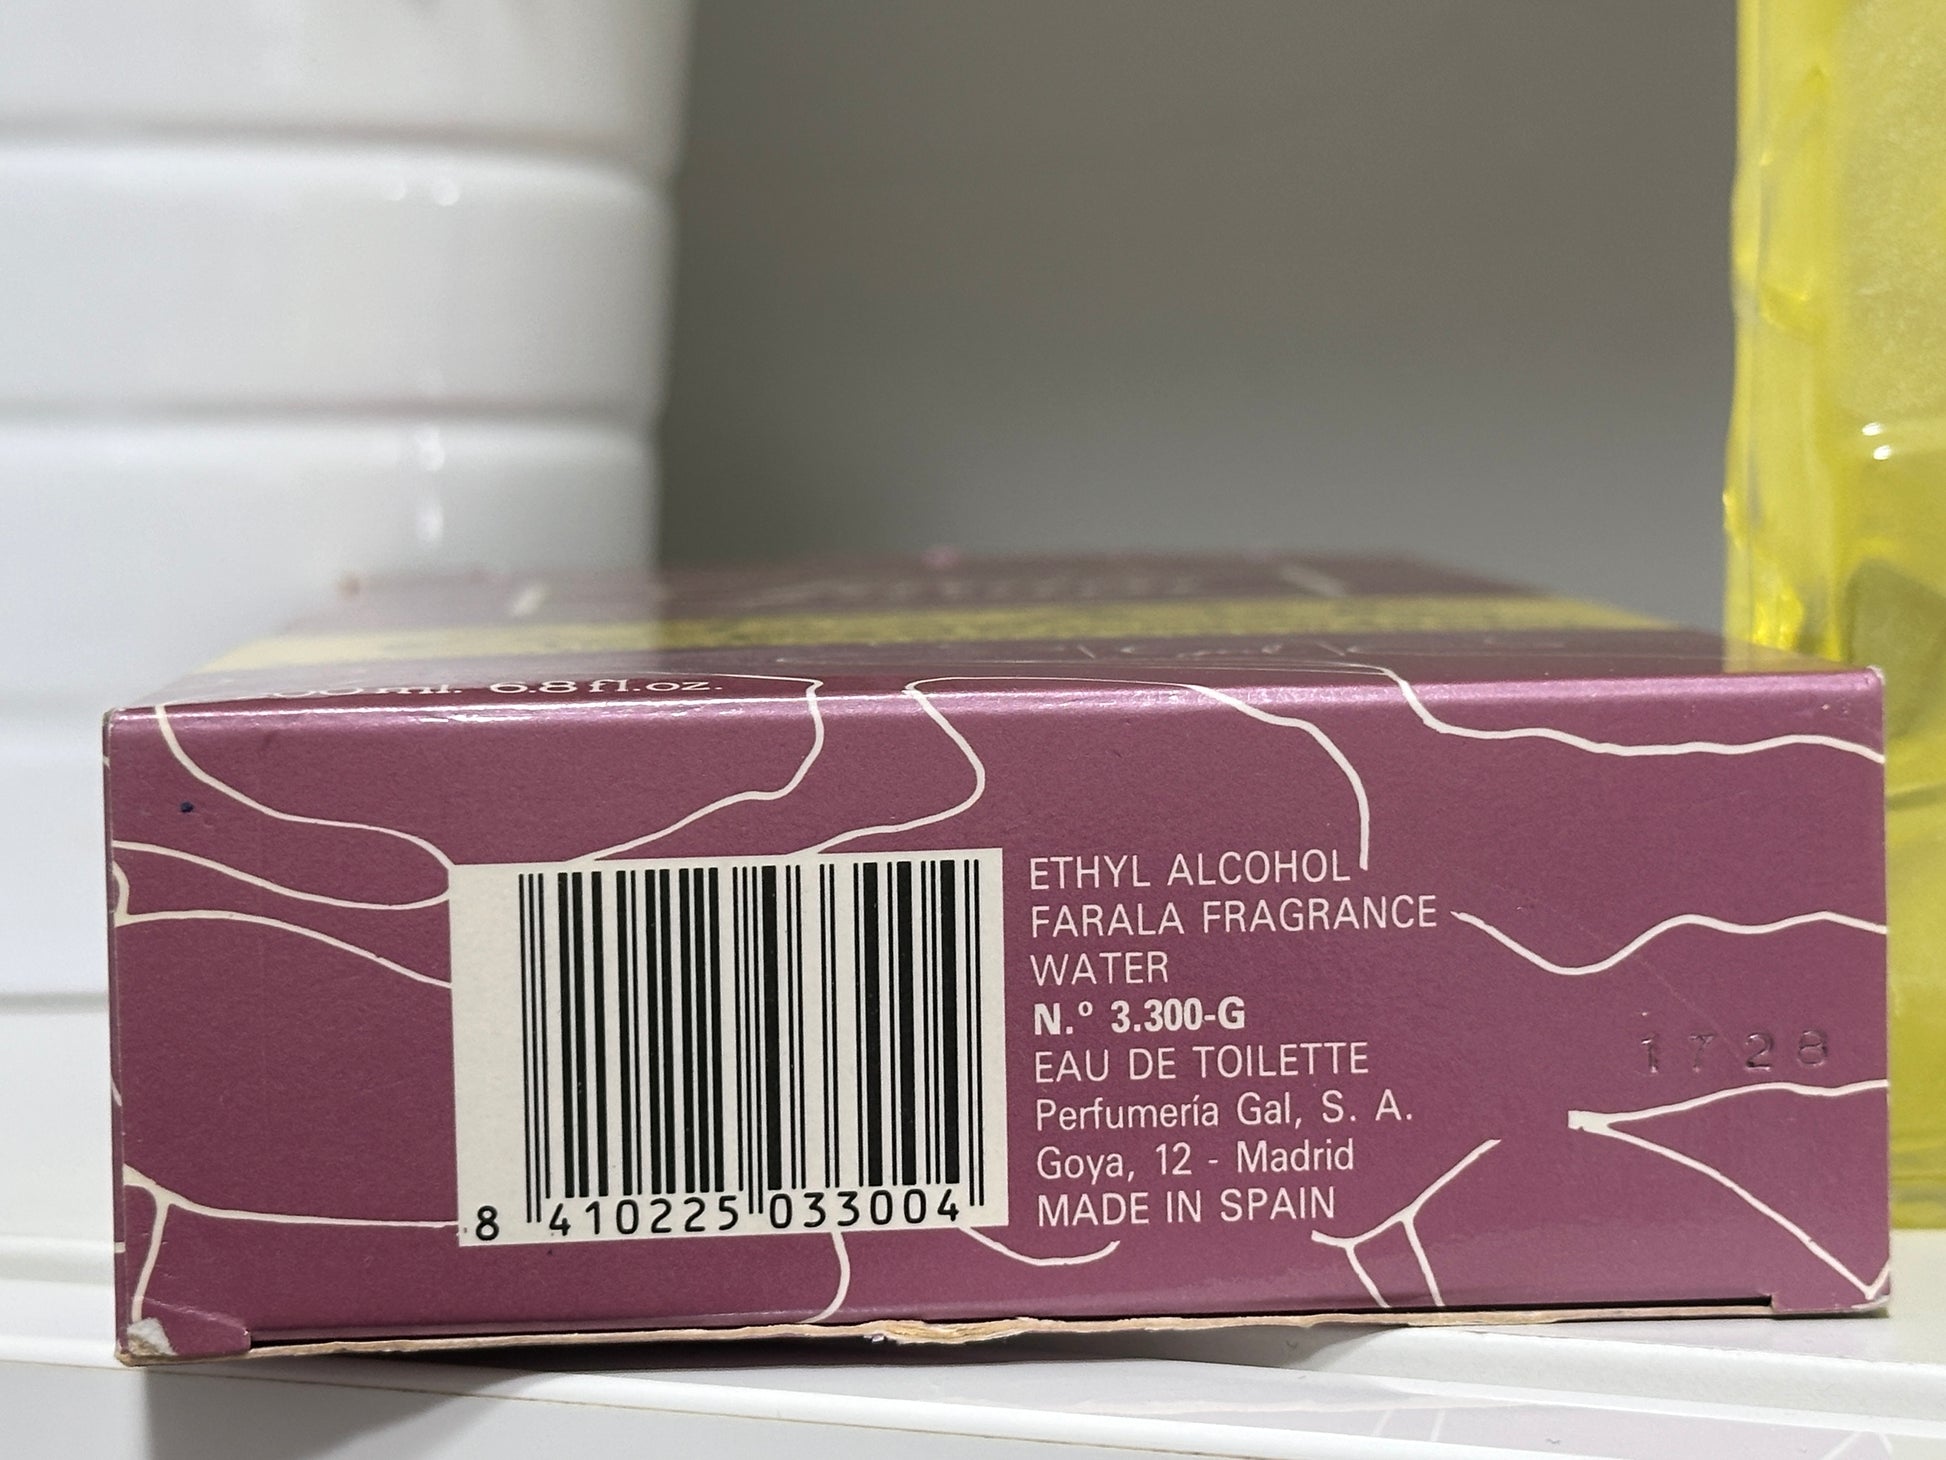 ml. 6.8 fl.oz.
ETHYL ALCOHOL
FARALA FRAGRANCE
WATER
N.º 3.300-G
EAU DE TOILETTE
Perfumería Gal, S. A.
Goya, 12 - Madrid
MADE IN SPAIN
1728
8 410225 033004